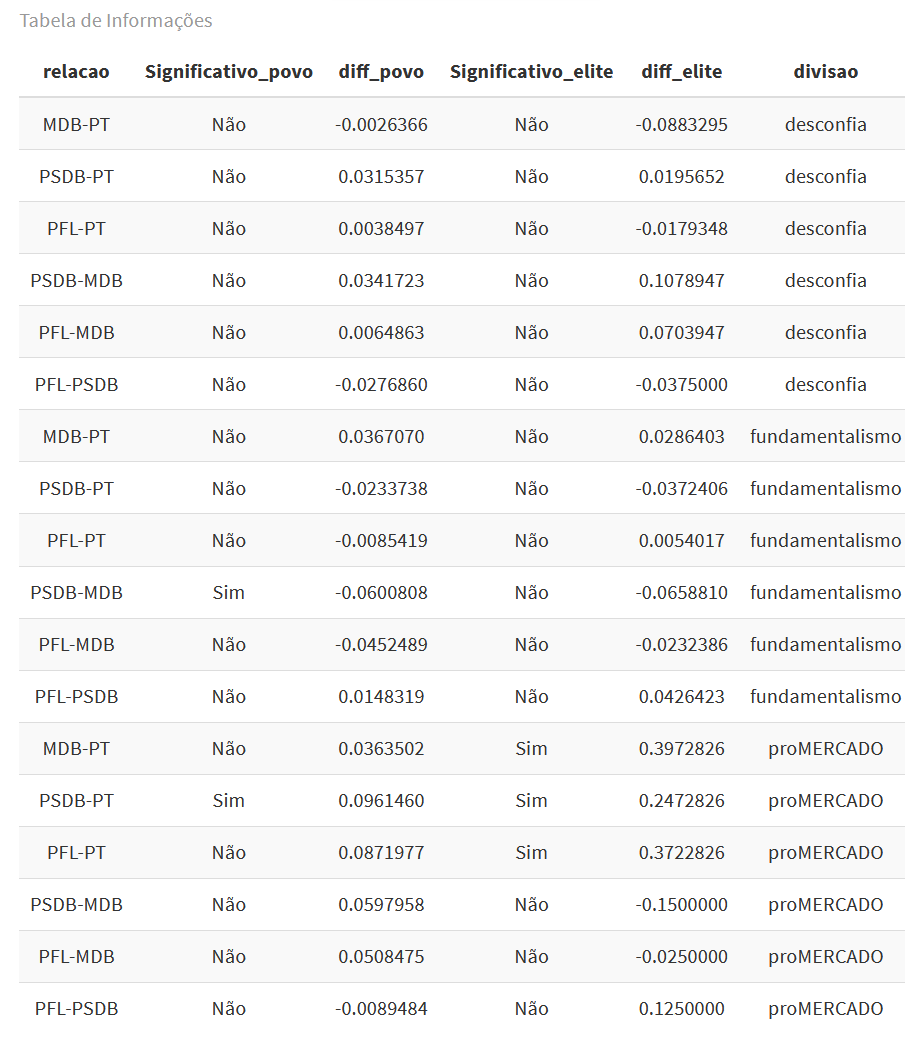 Tabela de Informações
relacao Significativo_povo diff_povo Significativo_elite diff_elite divisao
MDB-PT Não -0.0026366 Não -0.0883295 desconfia
PSDB-PT Não 0.0315357 Não 0.0195652 desconfia
PFL-PT Não 0.0038497 Não -0.0179348 desconfia
PSDB-MDB Não 0.0341723 Não 0.1078947 desconfia
PFL-MDB Não 0.0064863 Não 0.0703947 desconfia
PFL-PSDB Não -0.0276860 Não -0.0375000 desconfia
MDB-PT Não 0.0367070 Não 0.0286403 fundamentalismo
PSDB-PT Não -0.0233738 Não -0.0372406 fundamentalismo
PFL-PT Não -0.0085419 Não 0.0054017 fundamentalismo
PSDB-MDB Sim -0.0600808 Não -0.0658810 fundamentalismo
PFL-MDB Não -0.0452489 Não -0.0232386 fundamentalismo
PFL-PSDB Não 0.0148319 Não 0.0426423 fundamentalismo
MDB-PT Não 0.0363502 Sim 0.3972826 proMERCADO
PSDB-PT Sim 0.0961460 Sim 0.2472826 proMERCADO
PFL-PT Não 0.0871977 Sim 0.3722826 proMERCADO
PSDB-MDB Não 0.0597958 Não -0.1500000 proMERCADO
PFL-MDB Não 0.0508475 Não -0.0250000 proMERCADO
PFL-PSDB Não -0.0089484 Não 0.1250000 proMERCADO